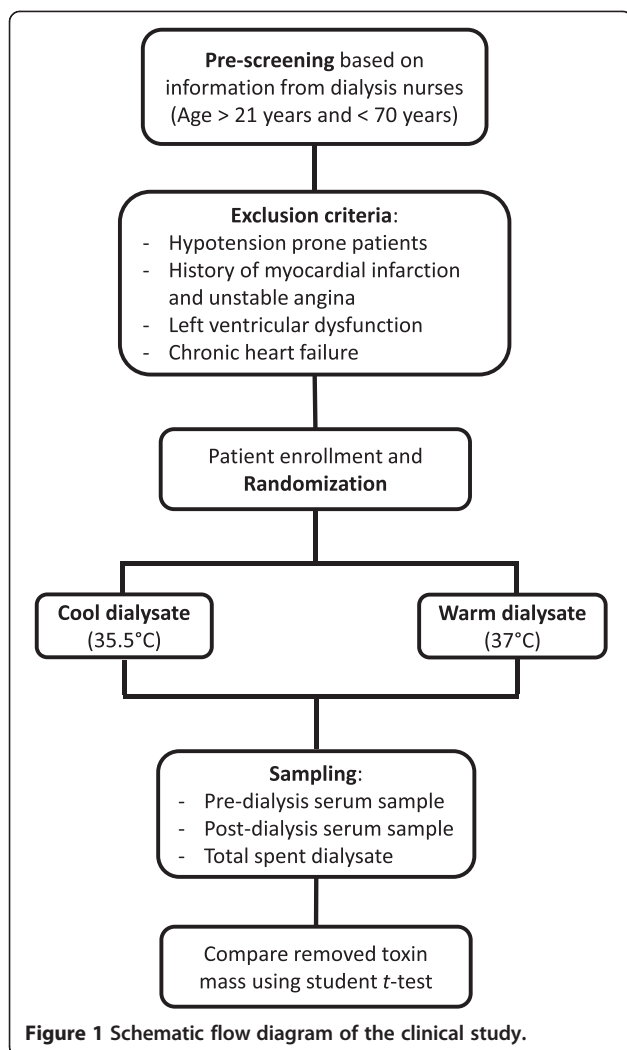 Pre-screening based on
information from dialysis nurses
(Age > 21 years and < 70 years)
Exclusion criteria:
- Hypotension prone patients
- History of myocardial infarction
and unstable angina
- Left ventricular dysfunction
- Chronic heart failure
Patient enrollment and
Randomization
Cool dialysate
(35.5°C)
Warm dialysate
(37°C)
Sampling:
- Pre-dialysis serum sample
- Post-dialysis serum sample
- Total spent dialysate
Compare removed toxin
mass using student t-test
Figure 1 Schematic flow diagram of the clinical study.